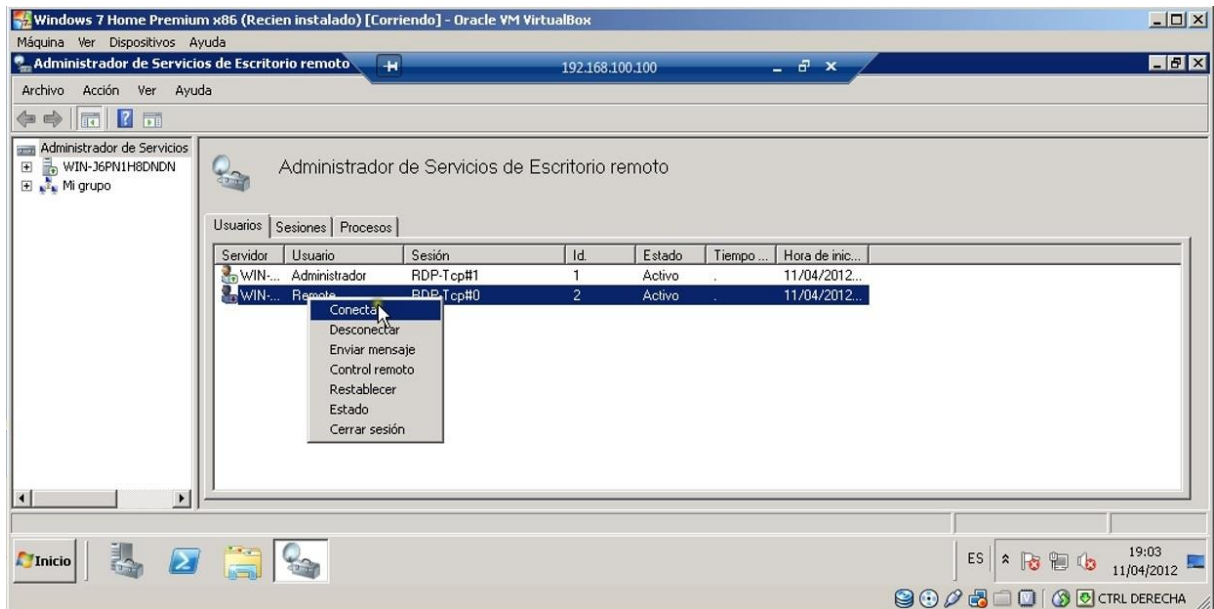 Windows 7 Home Premium x86 (Recien instalado) [Corriendo] - Oracle VM VirtualBox
Máquina Ver Dispositivos Ayuda
Administrador de Servicios de Escritorio remoto 192.168.100.100
Archivo Acción Ver Ayuda
Administrador de Servicios
WIN-J6PN1H8DNDN
Mi grupo
Administrador de Servicios de Escritorio remoto
Usuarios Sesiones Procesos
Servidor Usuario Sesión Id. Estado Tiempo ... Hora de inic...
WIN-... Administrador RDP-Tcp#1 1 Activo . 11/04/2012...
WIN-... Remote RDP-Tcp#0 2 Activo . 11/04/2012...
Conecta
Desconectar
Enviar mensaje
Control remoto
Restablecer
Estado
Cerrar sesión
Inicio
ES 19:03
11/04/2012
CTRL DERECHA